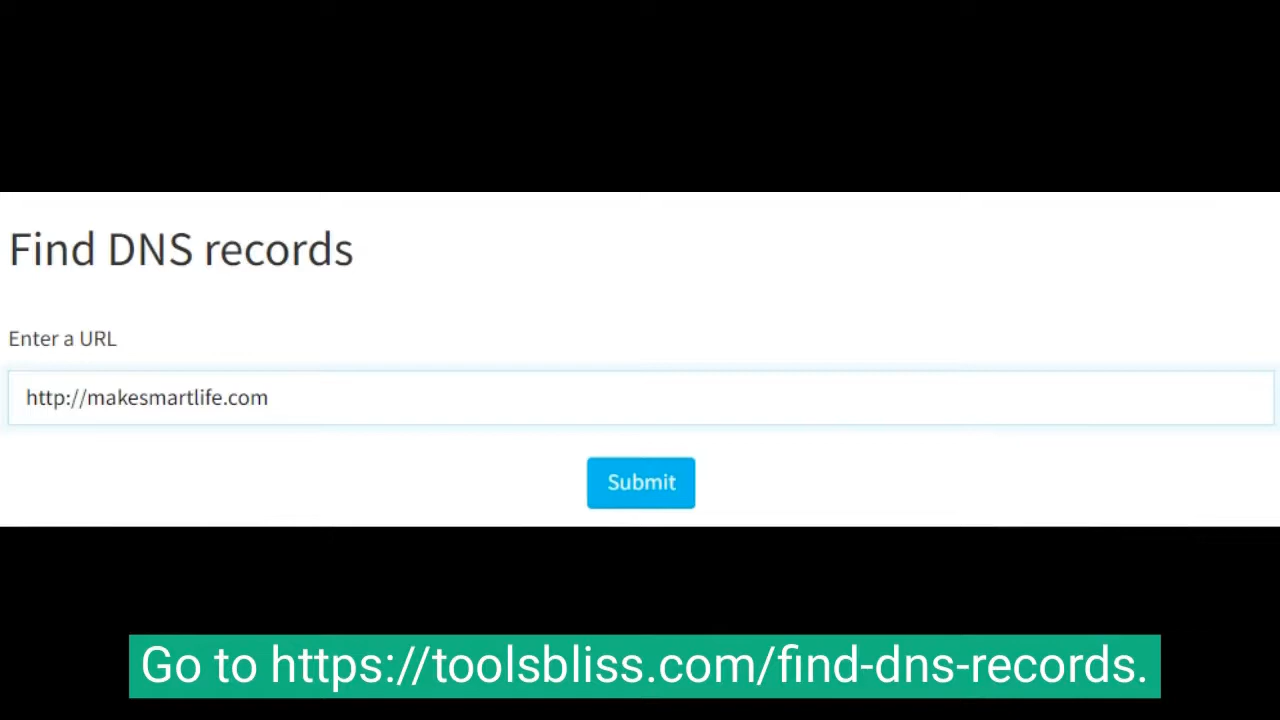 Find DNS records
Enter a URL
http://makesmartlife.com
Submit
Go to https://toolsbliss.com/find-dns-records.